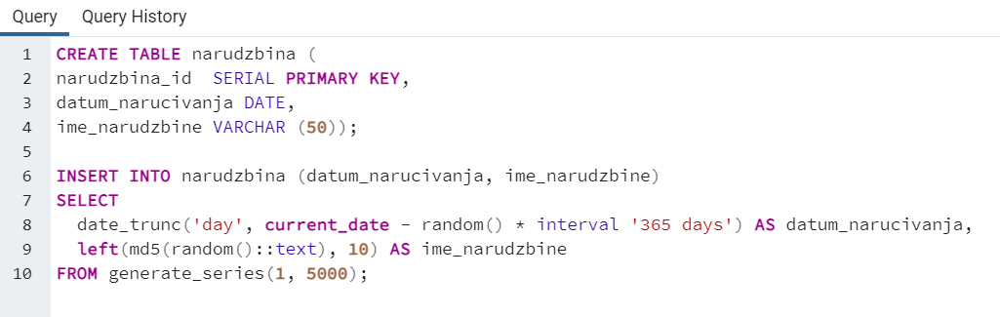 Query Query History
1 CREATE TABLE narudzbina (
2 narudzbina_id  SERIAL PRIMARY KEY,
3 datum_narucivanja DATE,
4 ime_narudzbine VARCHAR (50));
5
6 INSERT INTO narudzbina (datum_narucivanja, ime_narudzbine)
7 SELECT
8   date_trunc('day', current_date - random() * interval '365 days') AS datum_narucivanja,
9   left(md5(random()::text), 10) AS ime_narudzbine
10 FROM generate_series(1, 5000);